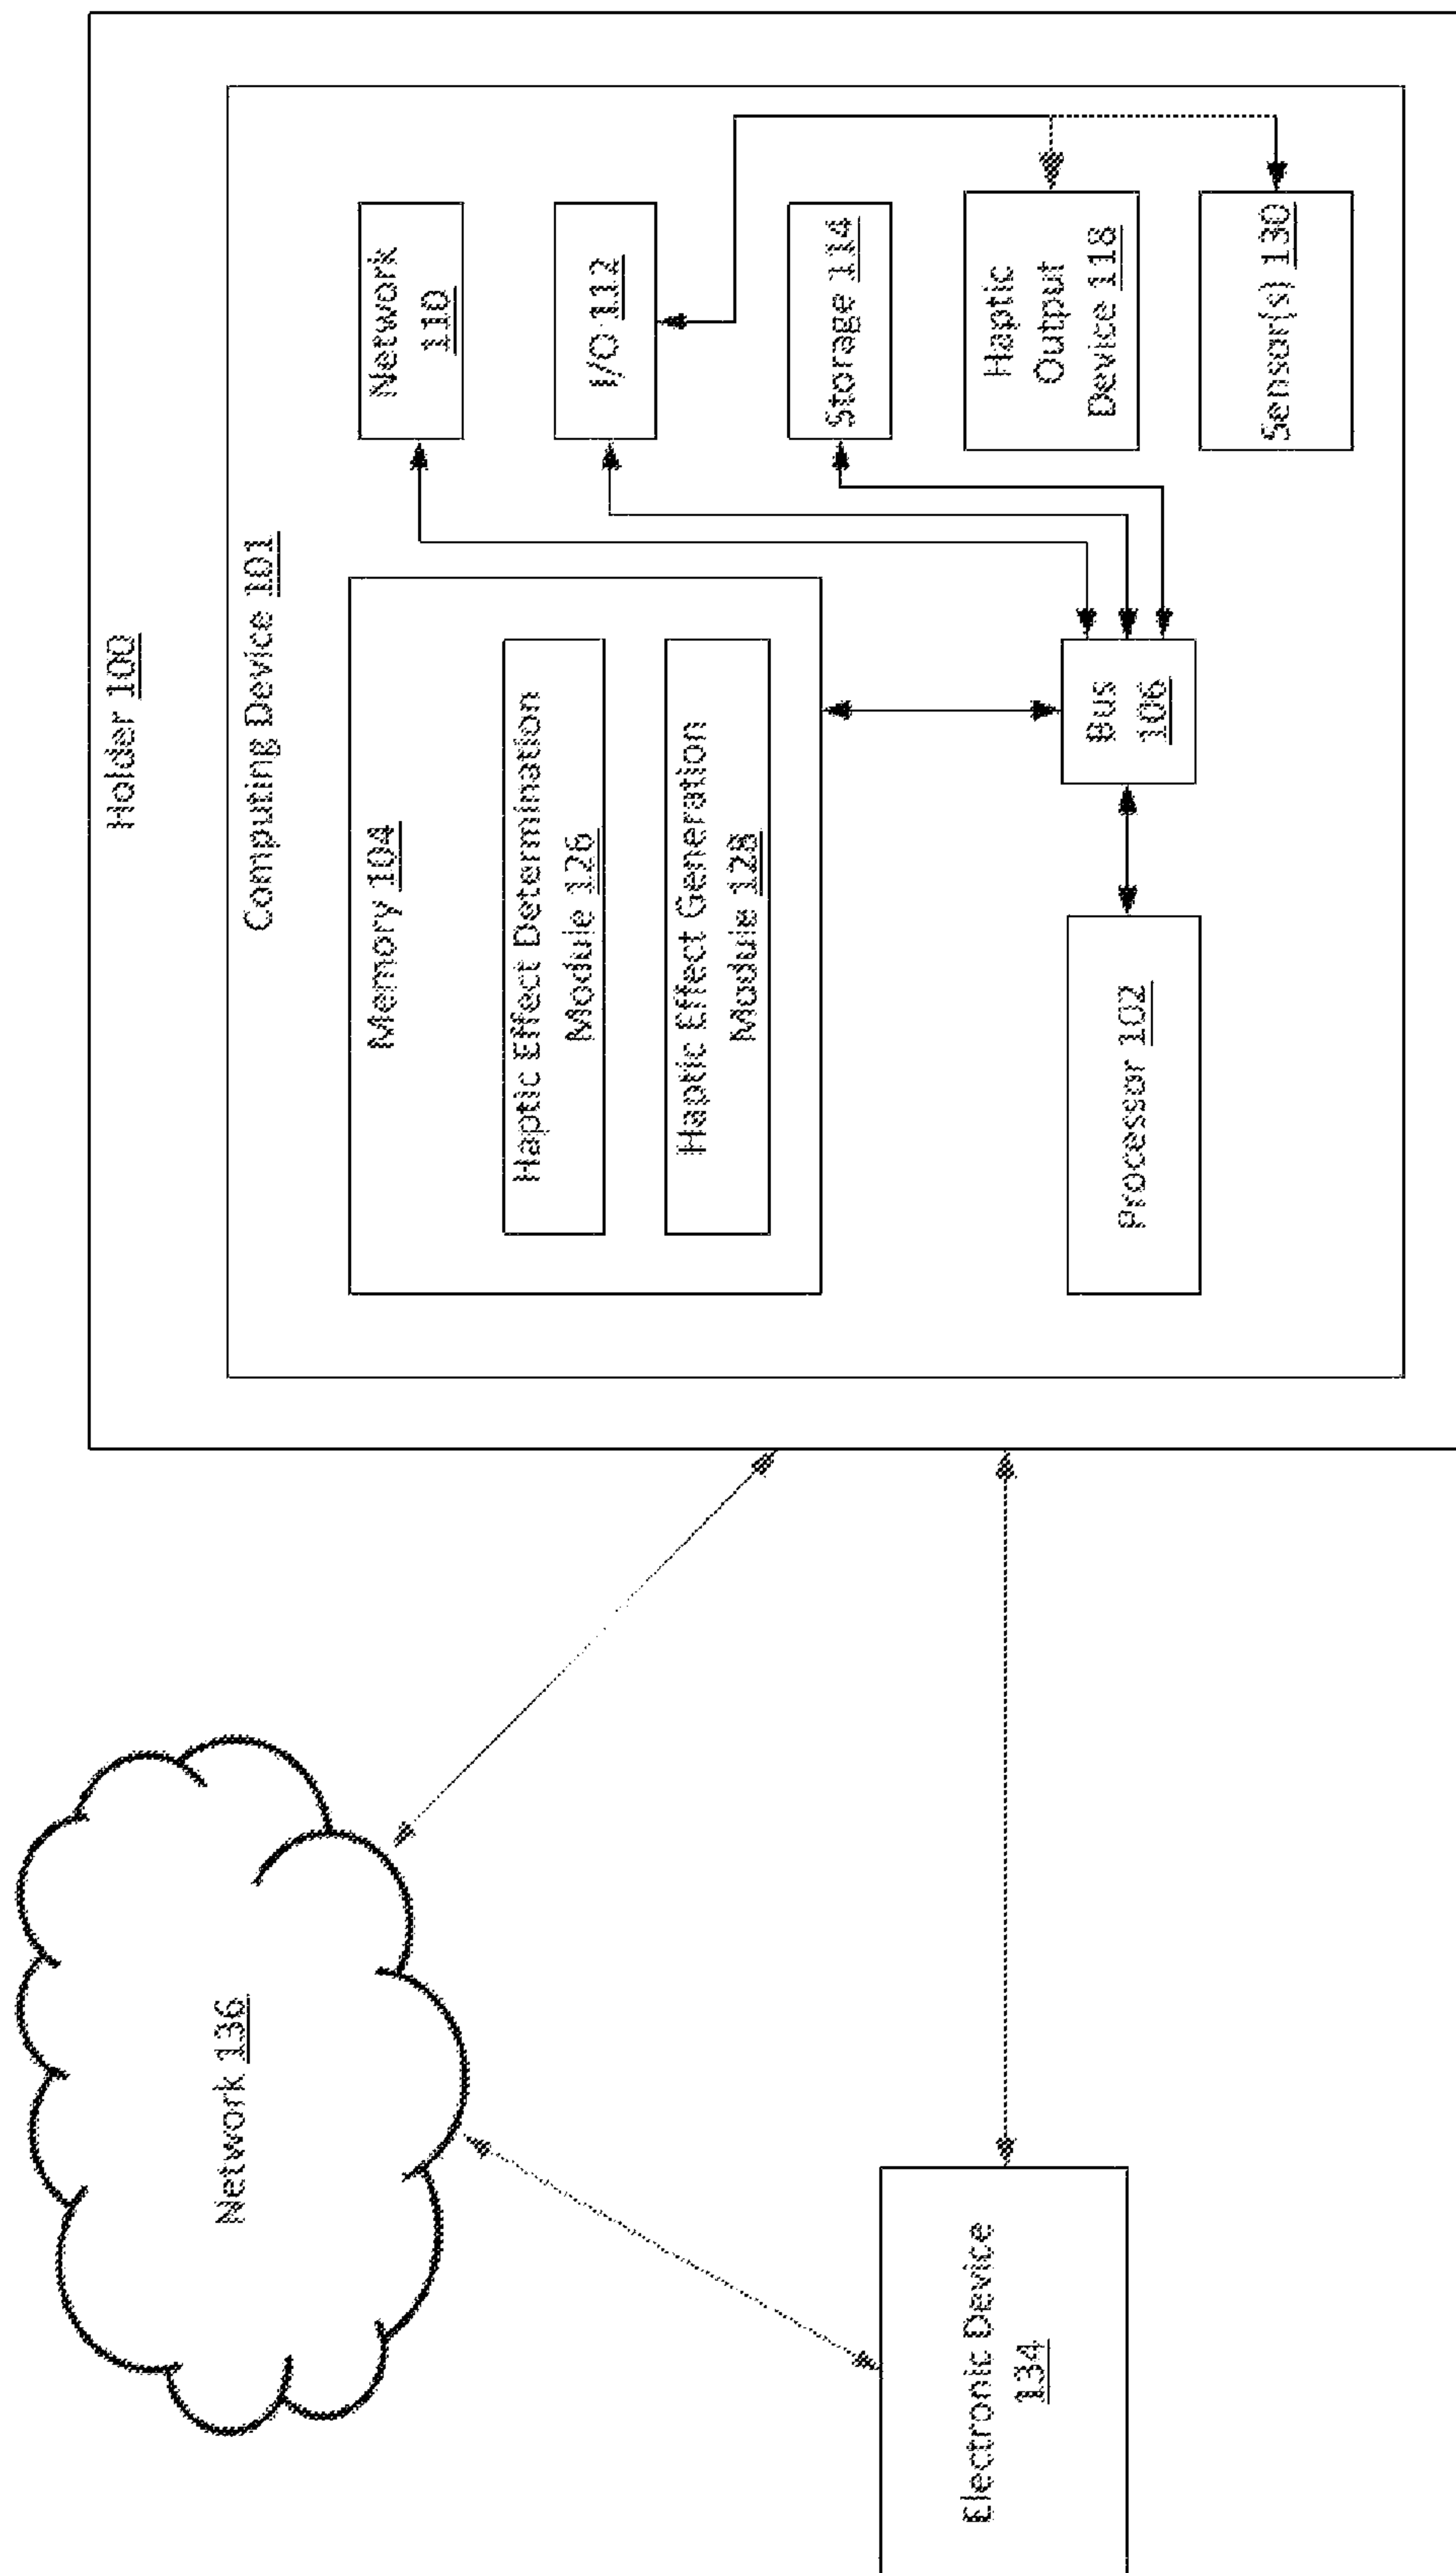 Holder 100
Computing Device 101
Memory 104
Haptic Effect Determination
Module 126
Haptic Effect Generation
Module 128
Processor 102
Bus
106
Network
110
I/O 112
Storage 114
Haptic
Output
Device 118
Sensor(s) 130
Network 136
Electronic Device
134